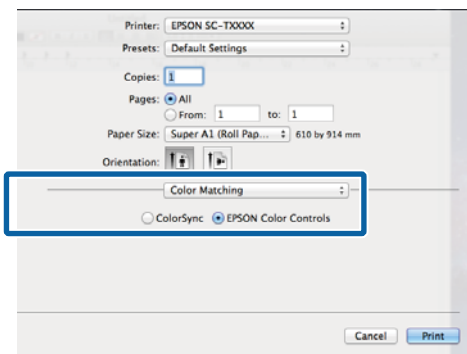 Printer: EPSON SC-TXXXX
Presets: Default Settings
Copies: 1
Pages: All
From: 1 to: 1
Paper Size: Super A1 (Roll Pap... 610 by 914 mm
Orientation:
Color Matching
ColorSync EPSON Color Controls
Cancel Print